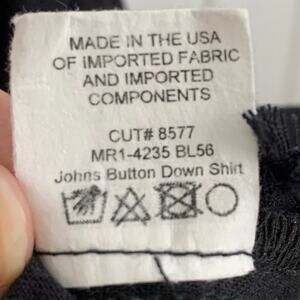 MADE IN THE USA
OF IMPORTED FABRIC
AND IMPORTED
COMPONENTS
CUT# 8577
MR1-4235 BL56
Johns Button Down Shirt